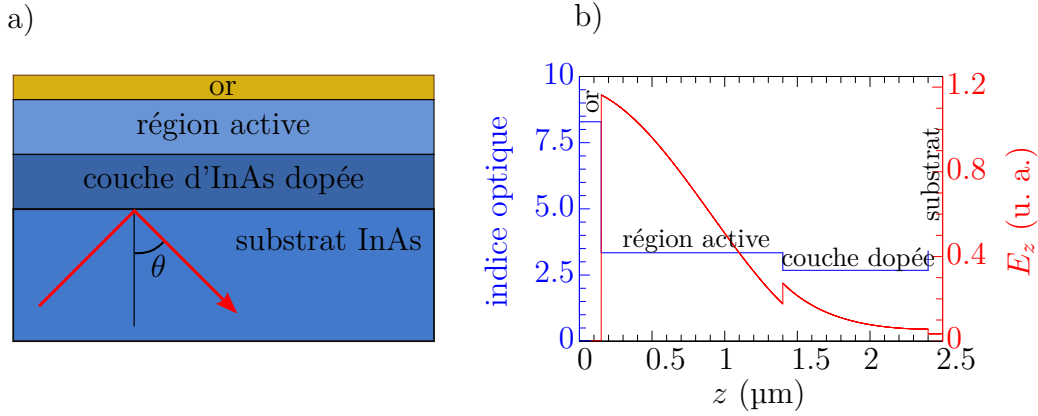 a)
or
région active
couche d'InAs dopée
substrat InAs
θ
b)
indice optique
10
7.5
5.0
2.5
0
or
région active
couche dopée
substrat
1.2
0.8
0.4
0
E_z (u. a.)
0 0.5 1 1.5 2 2.5
z (µm)